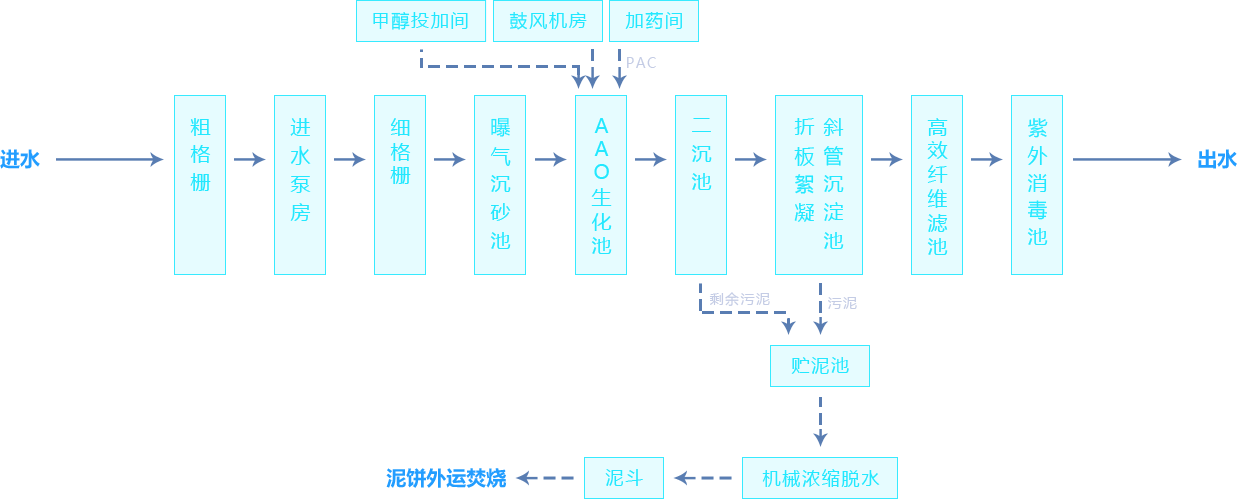 甲醇投加间
鼓风机房
加药间
PAC
进水
粗格栅
进水泵房
细格栅
曝气沉砂池
AAO生化池
二沉池
折板絮凝
斜管沉淀池
高效纤维滤池
紫外消毒池
出水
剩余污泥
污泥
贮泥池
泥饼外运焚烧
泥斗
机械浓缩脱水